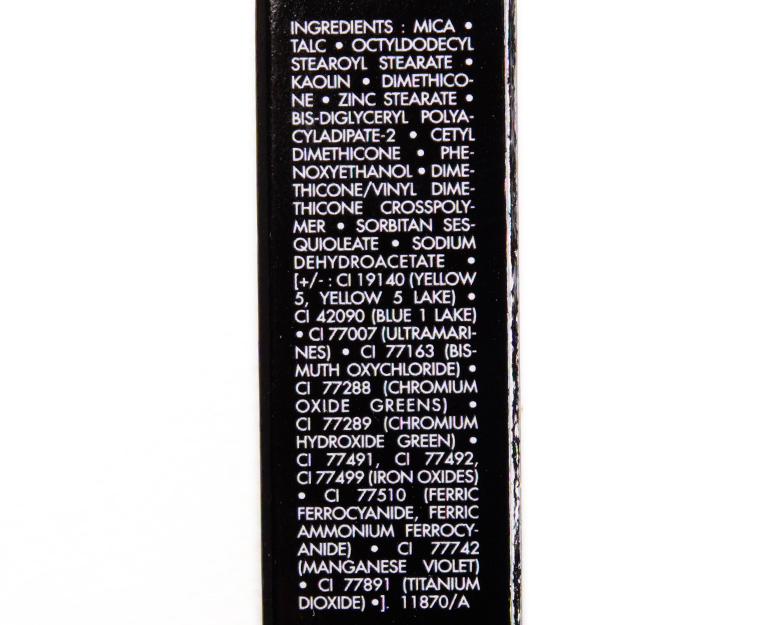 INGREDIENTS : MICA •
TALC • OCTYLDODECYL
STEAROYL STEARATE •
KAOLIN • DIMETHICO-
NE • ZINC STEARATE •
BIS-DIGLYCERYL POLYA-
CYLADIPATE-2 • CETYL
DIMETHICONE • PHE-
NOXYETHANOL • DIME-
THICONE/VINYL DIME-
THICONE CROSSPOLY-
MER • SORBITAN SES-
QUIOLEATE • SODIUM
DEHYDROACETATE •
[+/- : CI 19140 (YELLOW
5, YELLOW 5 LAKE) •
CI 42090 (BLUE 1 LAKE)
• CI 77007 (ULTRAMARI-
NES) • CI 77163 (BIS-
MUTH OXYCHLORIDE) •
CI 77288 (CHROMIUM
OXIDE GREENS) •
CI 77289 (CHROMIUM
HYDROXIDE GREEN) •
CI 77491, CI 77492,
CI 77499 (IRON OXIDES)
• CI 77510 (FERRIC
FERROCYANIDE, FERRIC
AMMONIUM FERROCY-
ANIDE) • CI 77742
(MANGANESE VIOLET)
• CI 77891 (TITANIUM
DIOXIDE) •]. 11870/A